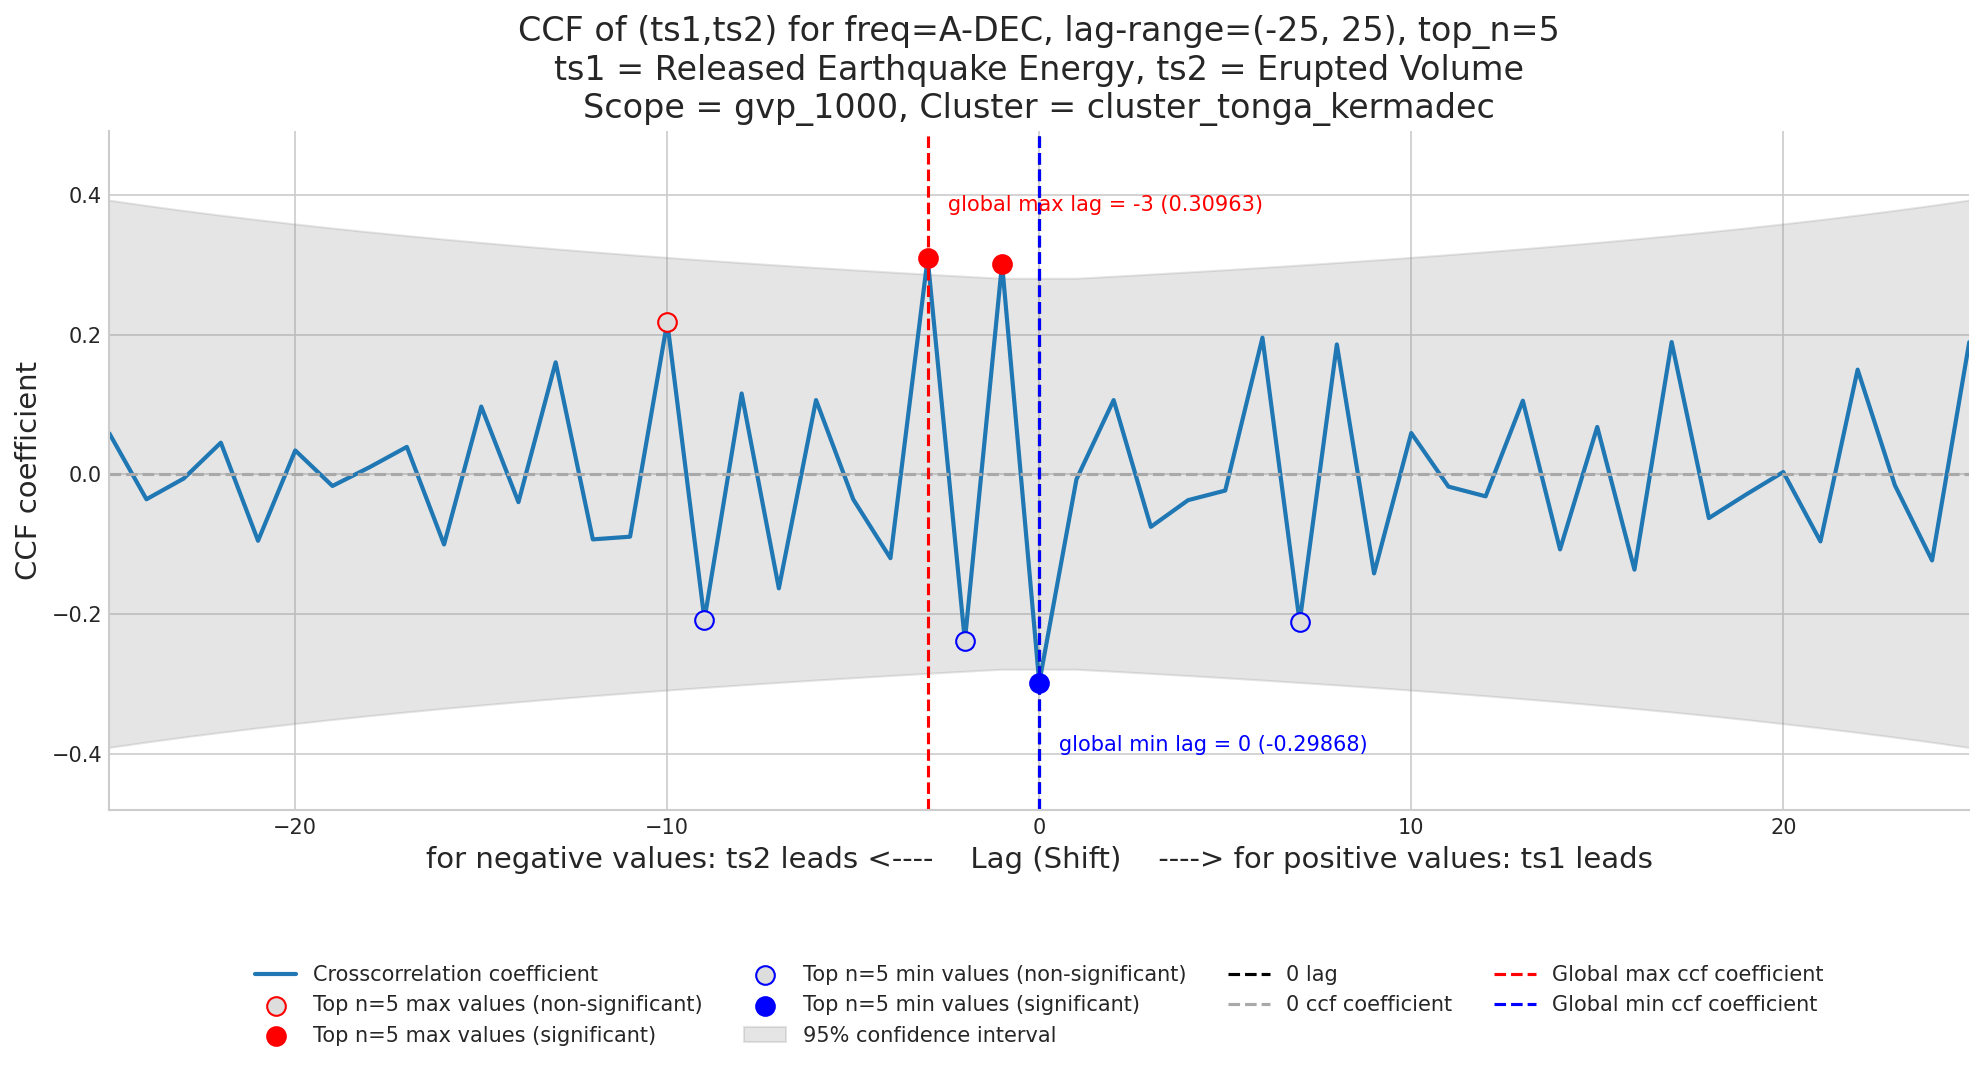 CCF of (ts1,ts2) for freq=A-DEC, lag-range=(-25, 25), top_n=5
ts1 = Released Earthquake Energy, ts2 = Erupted Volume
Scope = gvp_1000, Cluster = cluster_tonga_kermadec
0.4
0.2
0.0
−0.2
−0.4
CCF coefficient
global max lag = -3 (0.30963)
global min lag = 0 (-0.29868)
−20
−10
0
10
20
for negative values: ts2 leads <---- Lag (Shift) ----> for positive values: ts1 leads
Crosscorrelation coefficient
Top n=5 max values (non-significant)
Top n=5 max values (significant)
Top n=5 min values (non-significant)
Top n=5 min values (significant)
95% confidence interval
0 lag
0 ccf coefficient
Global max ccf coefficient
Global min ccf coefficient